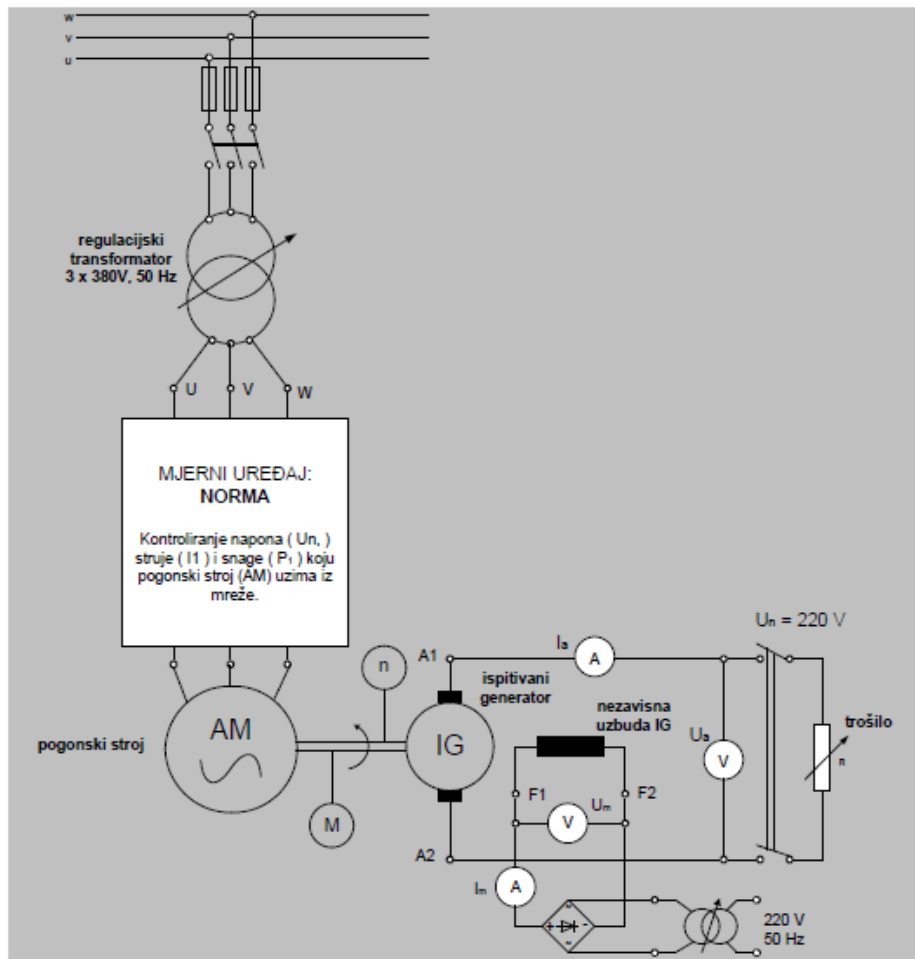 w
v
u
regulacijski
transformator
3 x 380V, 50 Hz
U
V
W
MJERNI UREĐAJ:
NORMA
Kontroliranje napona ( Un, )
struje ( I1 ) i snage ( P₁ ) koju
pogonski stroj (AM) uzima iz
mreže.
Uₙ = 220 V
n
A1
Iₐ
A
ispitivani
generator
nezavisna
uzbuda IG
trošilo
pogonski stroj
AM
IG
Uₐ
V
R
F1
F2
Uₘ
V
M
A2
Iₘ
A
~
+
-
~
220 V
50 Hz